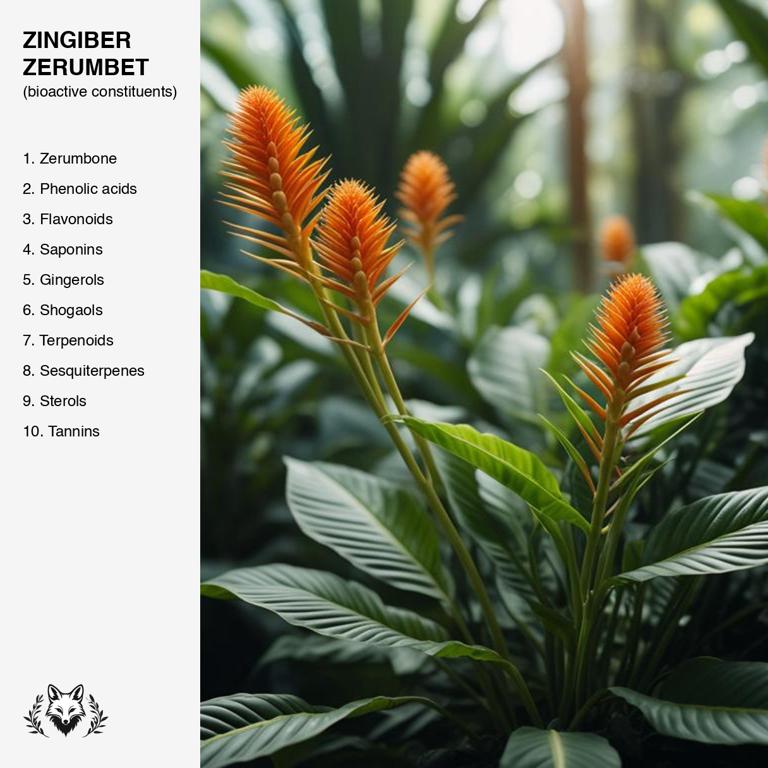 ZINGIBER
ZERUMBET
(bioactive constituents)
1. Zerumbone
2. Phenolic acids
3. Flavonoids
4. Saponins
5. Gingerols
6. Shogaols
7. Terpenoids
8. Sesquiterpenes
9. Sterols
10. Tannins